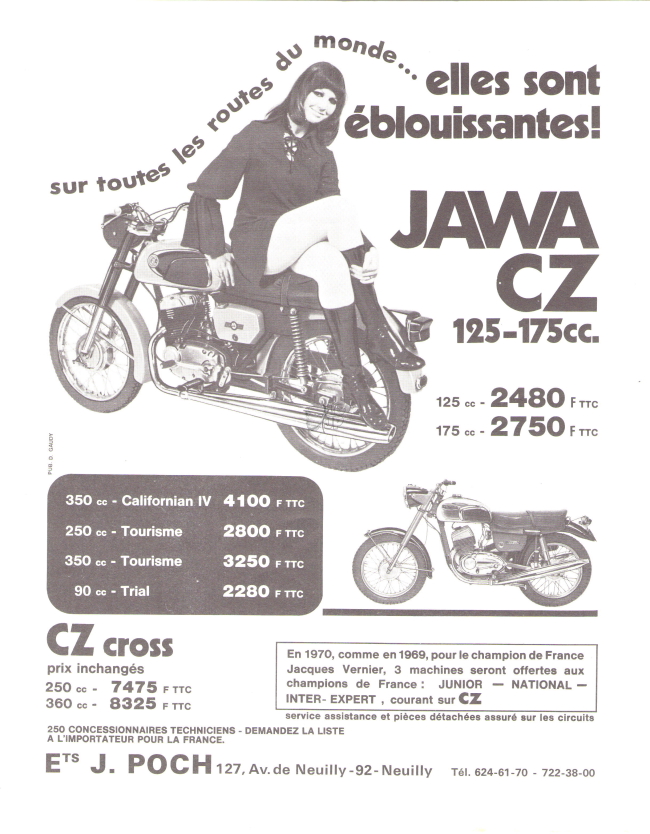 sur toutes les routes du monde...
elles sont
éblouissantes!
JAWA
CZ
125-175cc.
125 cc - 2480 F TTC
175 cc - 2750 F TTC
PUB. D. GAUDY
350 cc - Californian IV 4100 F TTC
250 cc - Tourisme 2800 F TTC
350 cc - Tourisme 3250 F TTC
90 cc - Trial 2280 F TTC
CZ cross
prix inchangés
250 cc - 7475 F TTC
360 cc - 8325 F TTC
En 1970, comme en 1969, pour le champion de France
Jacques Vernier, 3 machines seront offertes aux
champions de France : JUNIOR — NATIONAL —
INTER- EXPERT , courant sur CZ
service assistance et pièces détachées assuré sur les circuits
250 CONCESSIONNAIRES TECHNICIENS - DEMANDEZ LA LISTE
A L'IMPORTATEUR POUR LA FRANCE.
ETS J. POCH 127, Av. de Neuilly -92- Neuilly Tél. 624-61-70 - 722-38-00